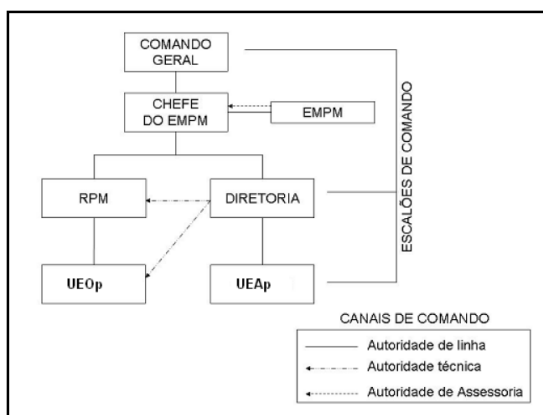 COMANDO
GERAL
CHEFE
DO EMPM
EMPM
RPM
DIRETORIA
UEOp
UEAp
ESCALÕES DE COMANDO
CANAIS DE COMANDO
Autoridade de linha
Autoridade técnica
Autoridade de Assessoria